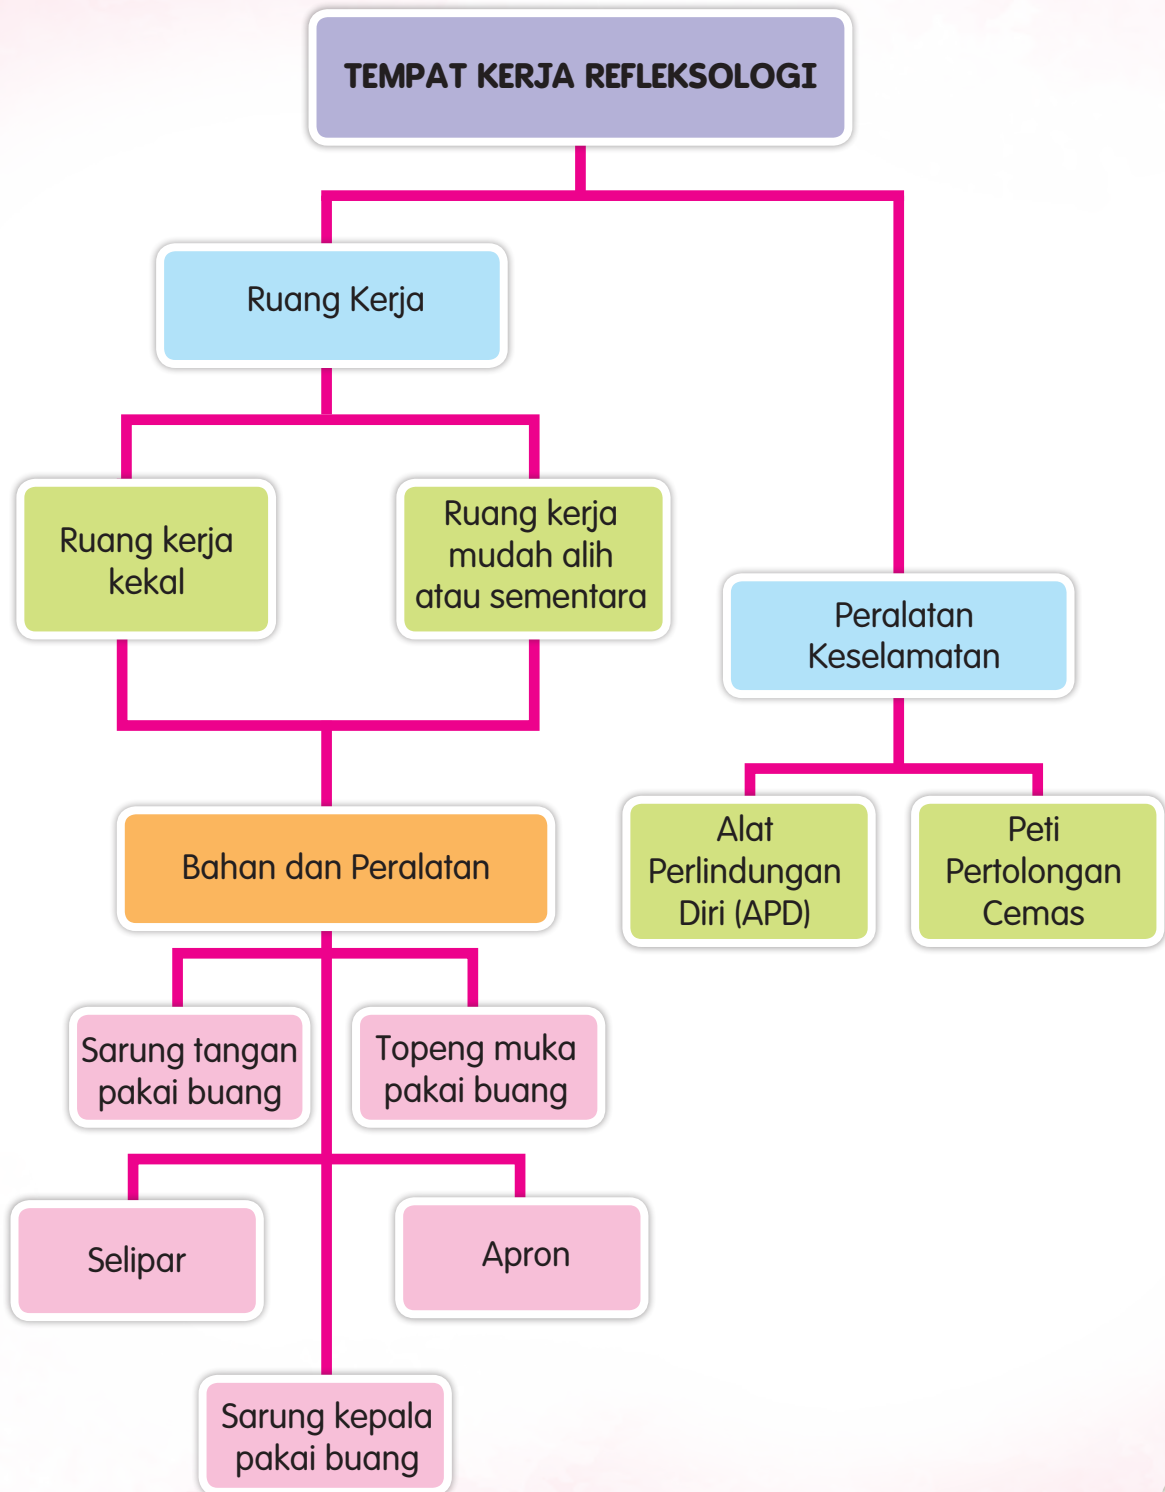 TEMPAT KERJA REFLEKSOLOGI
Ruang Kerja
Ruang kerja
kekal
Ruang kerja
mudah alih
atau sementara
Peralatan
Keselamatan
Bahan dan Peralatan
Alat
Perlindungan
Diri (APD)
Peti
Pertolongan
Cemas
Sarung tangan
pakai buang
Topeng muka
pakai buang
Selipar
Apron
Sarung kepala
pakai buang